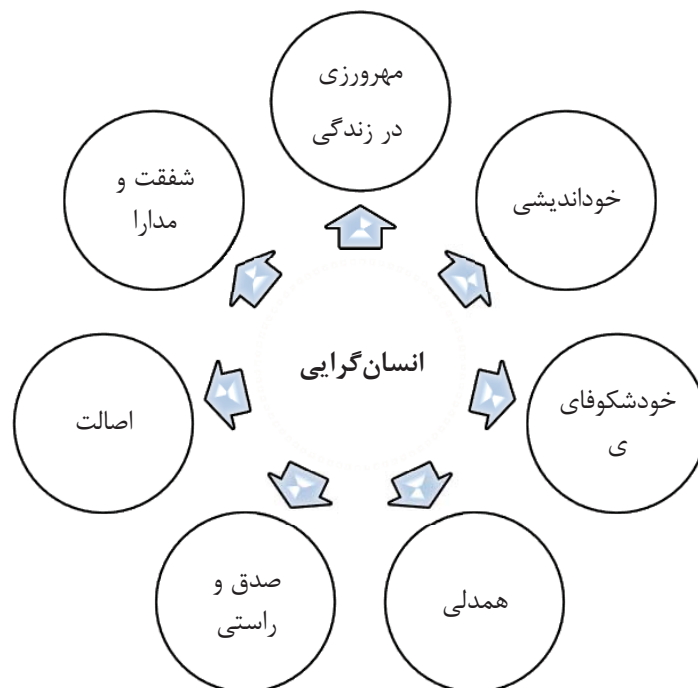 مهرورزی
در زندگی
خوداندیشی
خودشکوفای
ی
همدلی
صدق و
راستی
اصالت
شفقت و
مدارا
انسان‌گرایی